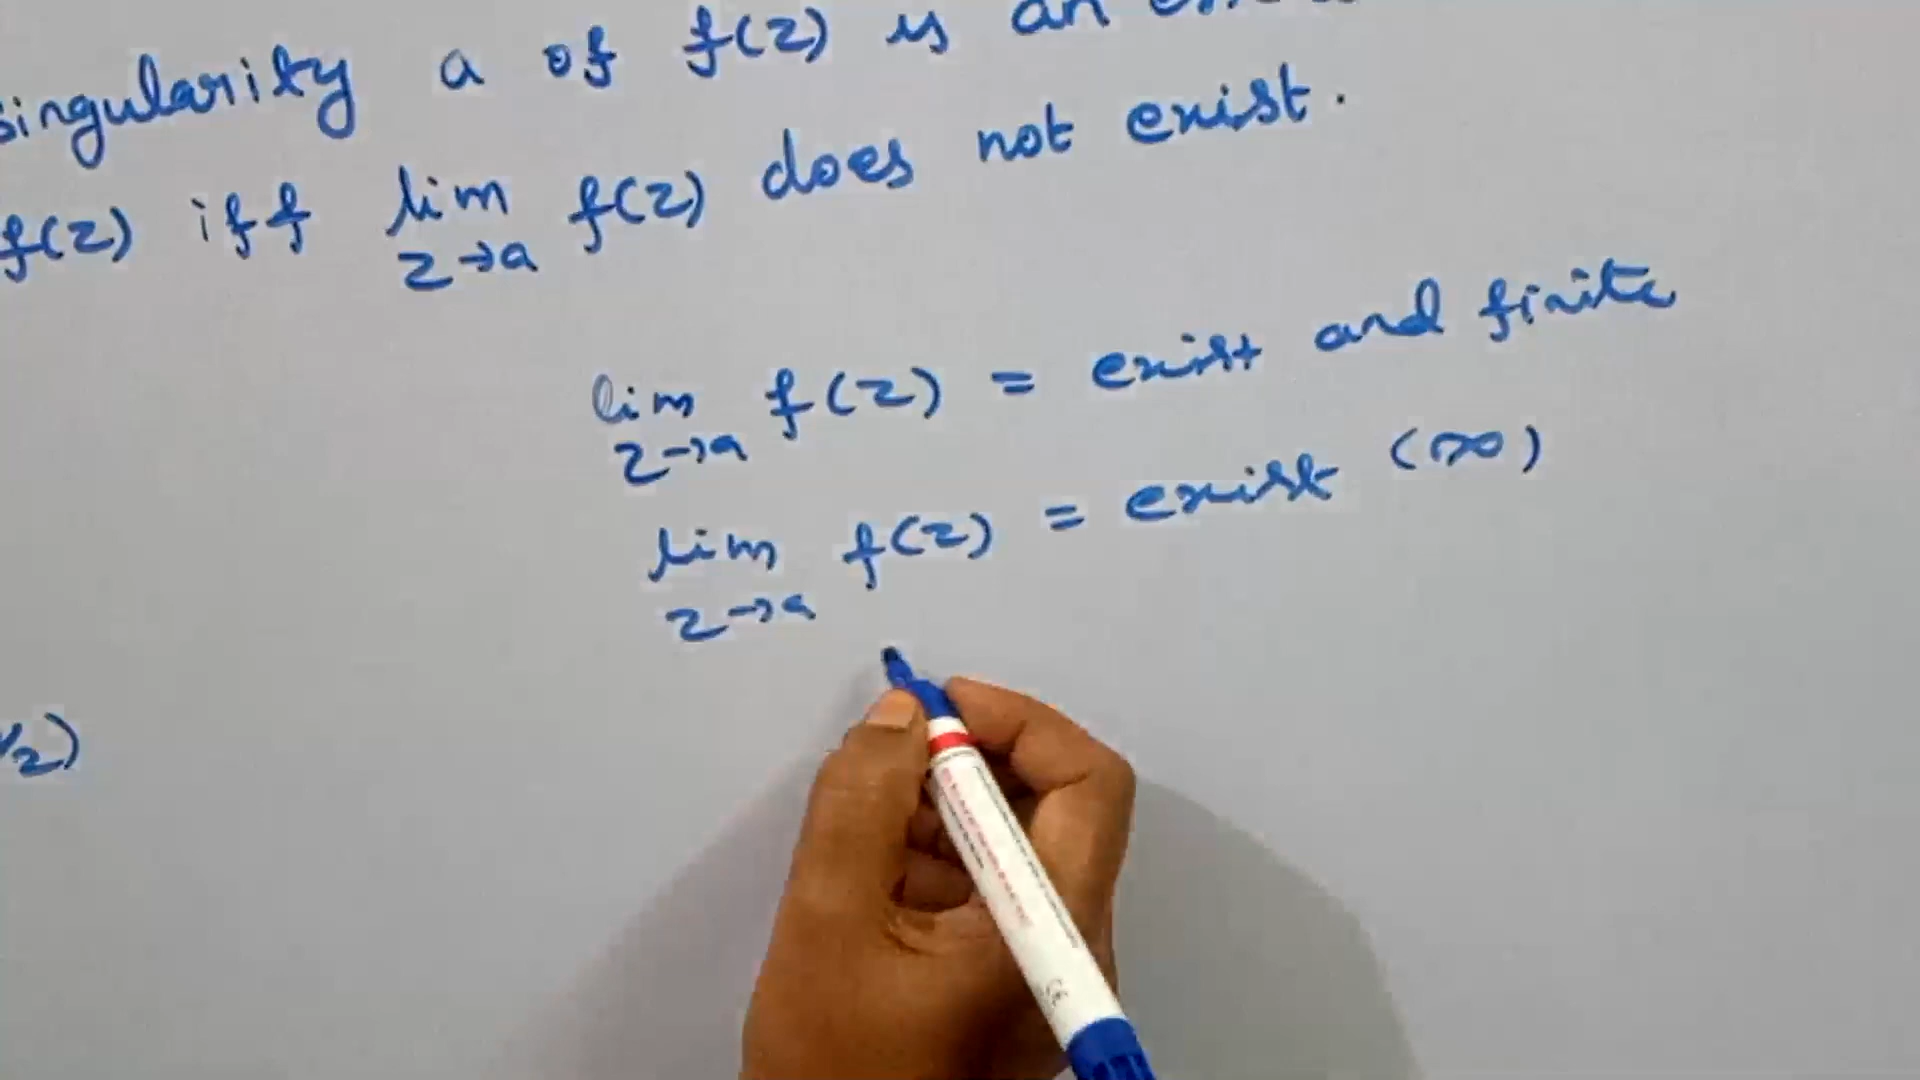 singularity a of f(z) is an
f(z) iff lim f(z) does not exist.
z→a
lim f(z) = exist and finite
z→a
lim f(z) = exist (∞)
z→a
/2)